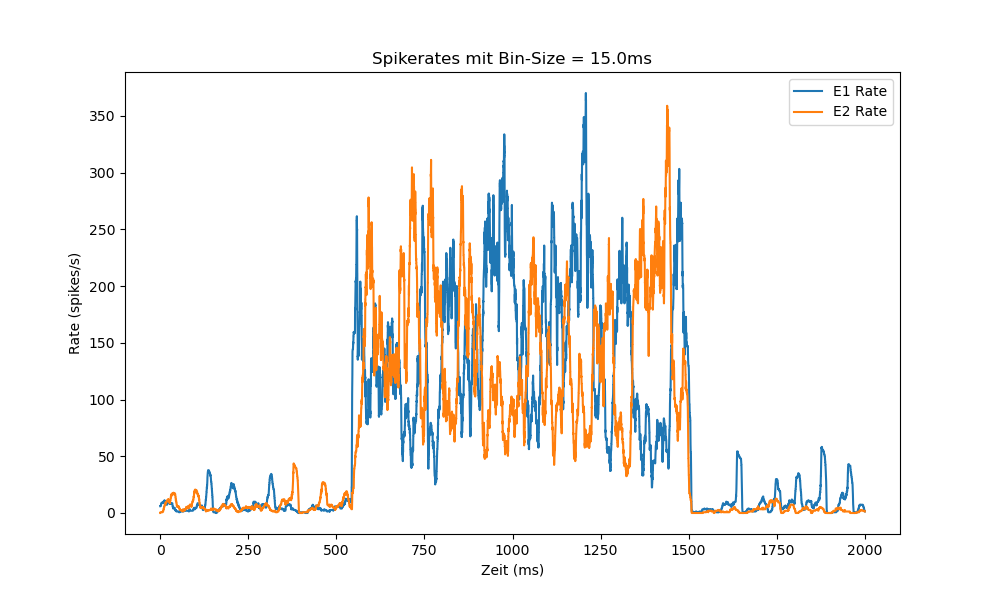 Spikerates mit Bin-Size = 15.0ms
E1 Rate
E2 Rate
350
300
250
200
150
100
50
0
Rate (spikes/s)
0 250 500 750 1000 1250 1500 1750 2000
Zeit (ms)